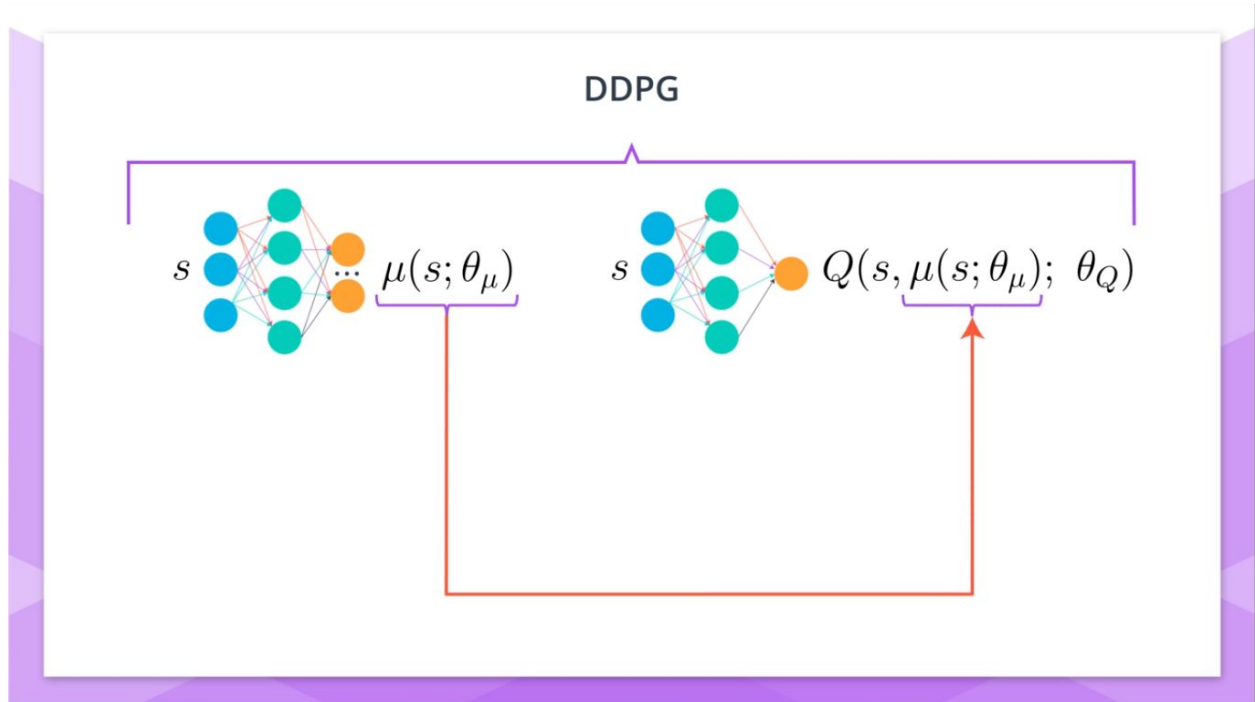 DDPG
s ... μ(s; θ_μ) s Q(s, μ(s; θ_μ); θ_Q)